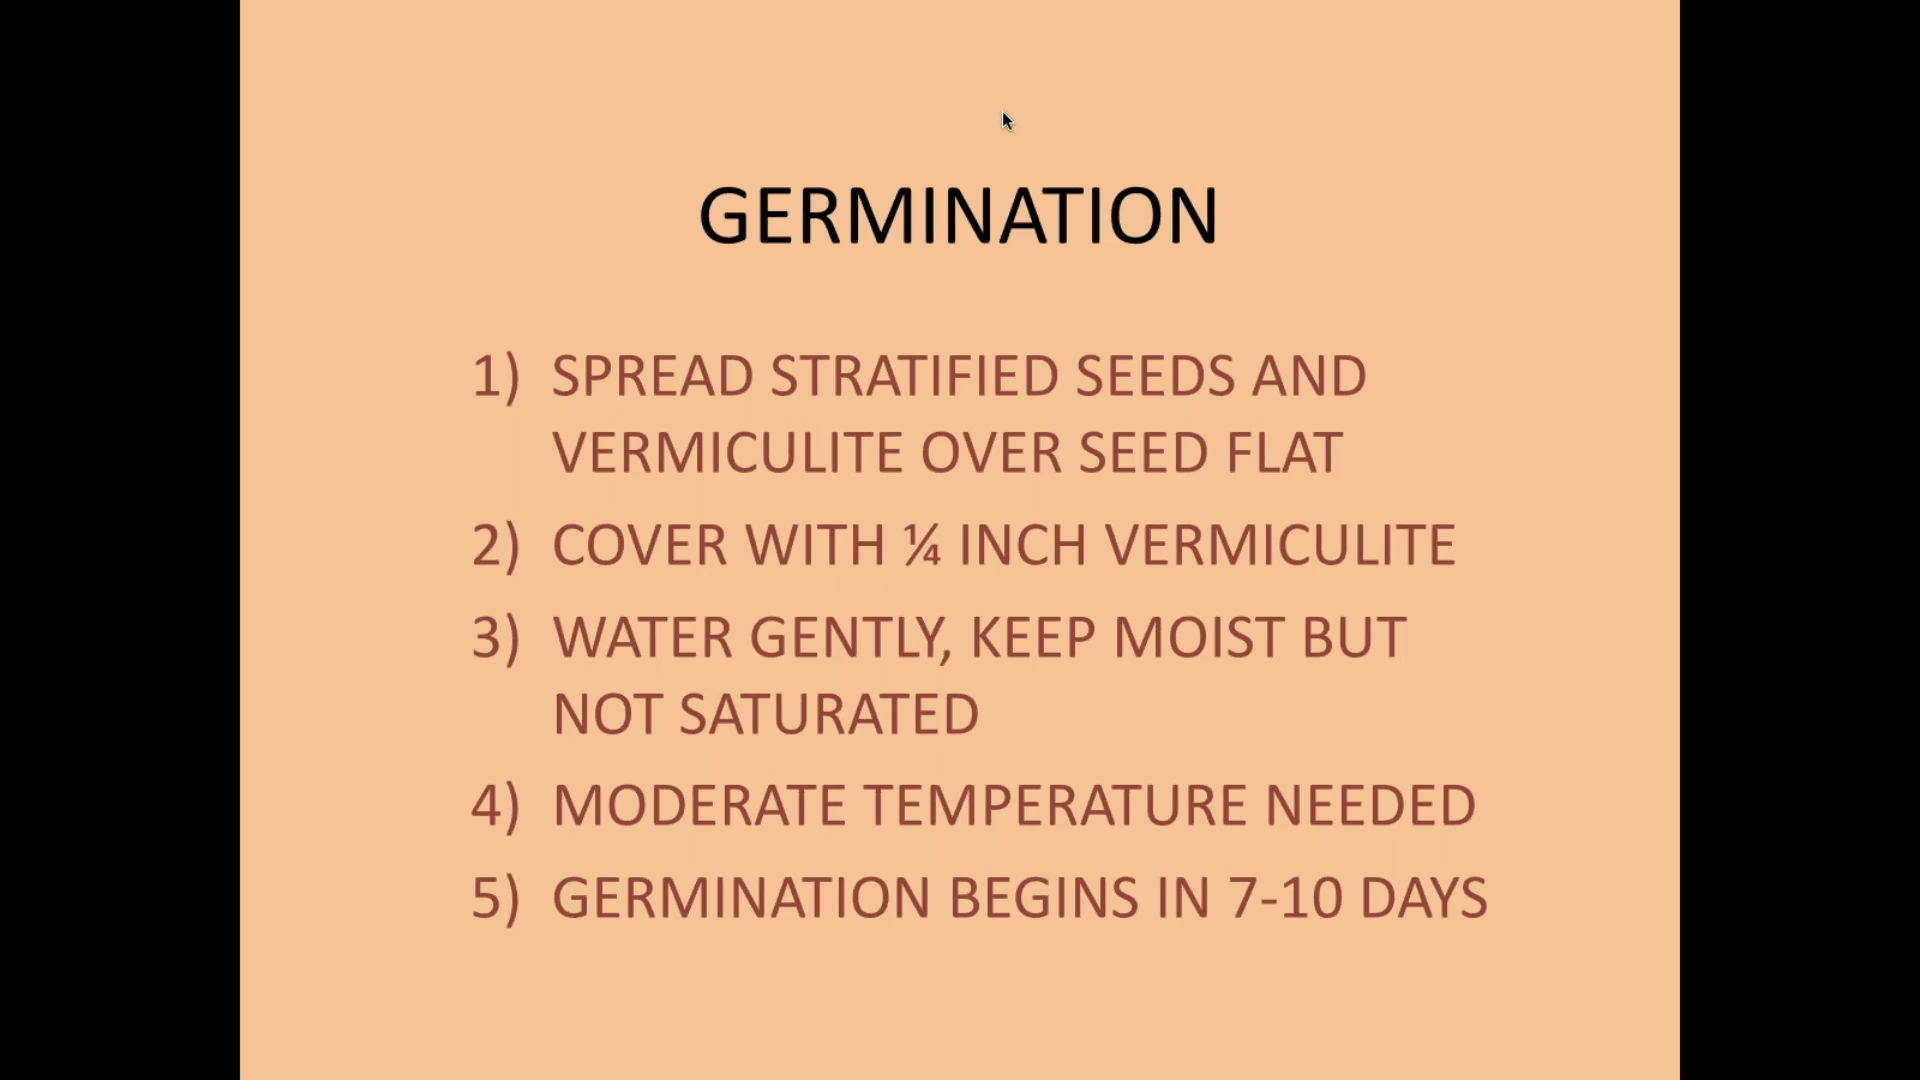 GERMINATION
1) SPREAD STRATIFIED SEEDS AND
VERMICULITE OVER SEED FLAT
2) COVER WITH ¼ INCH VERMICULITE
3) WATER GENTLY, KEEP MOIST BUT
NOT SATURATED
4) MODERATE TEMPERATURE NEEDED
5) GERMINATION BEGINS IN 7-10 DAYS